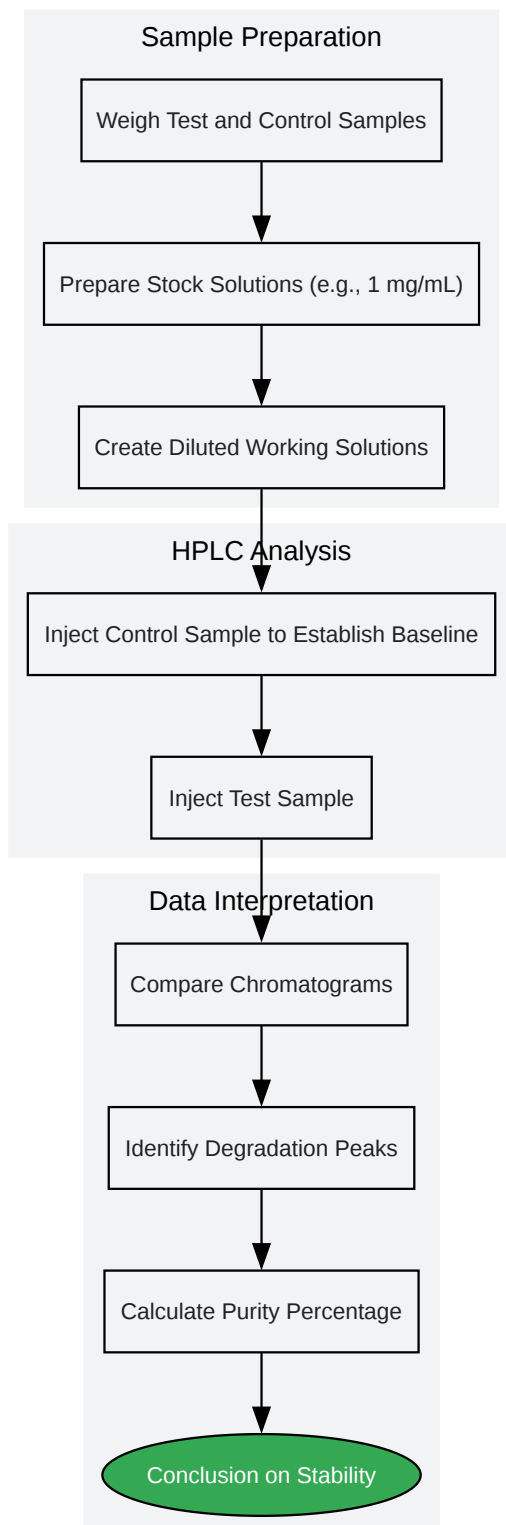 Sample Preparation
Weigh Test and Control Samples
Prepare Stock Solutions (e.g., 1 mg/mL)
Create Diluted Working Solutions
HPLC Analysis
Inject Control Sample to Establish Baseline
Inject Test Sample
Data Interpretation
Compare Chromatograms
Identify Degradation Peaks
Calculate Purity Percentage
Conclusion on Stability